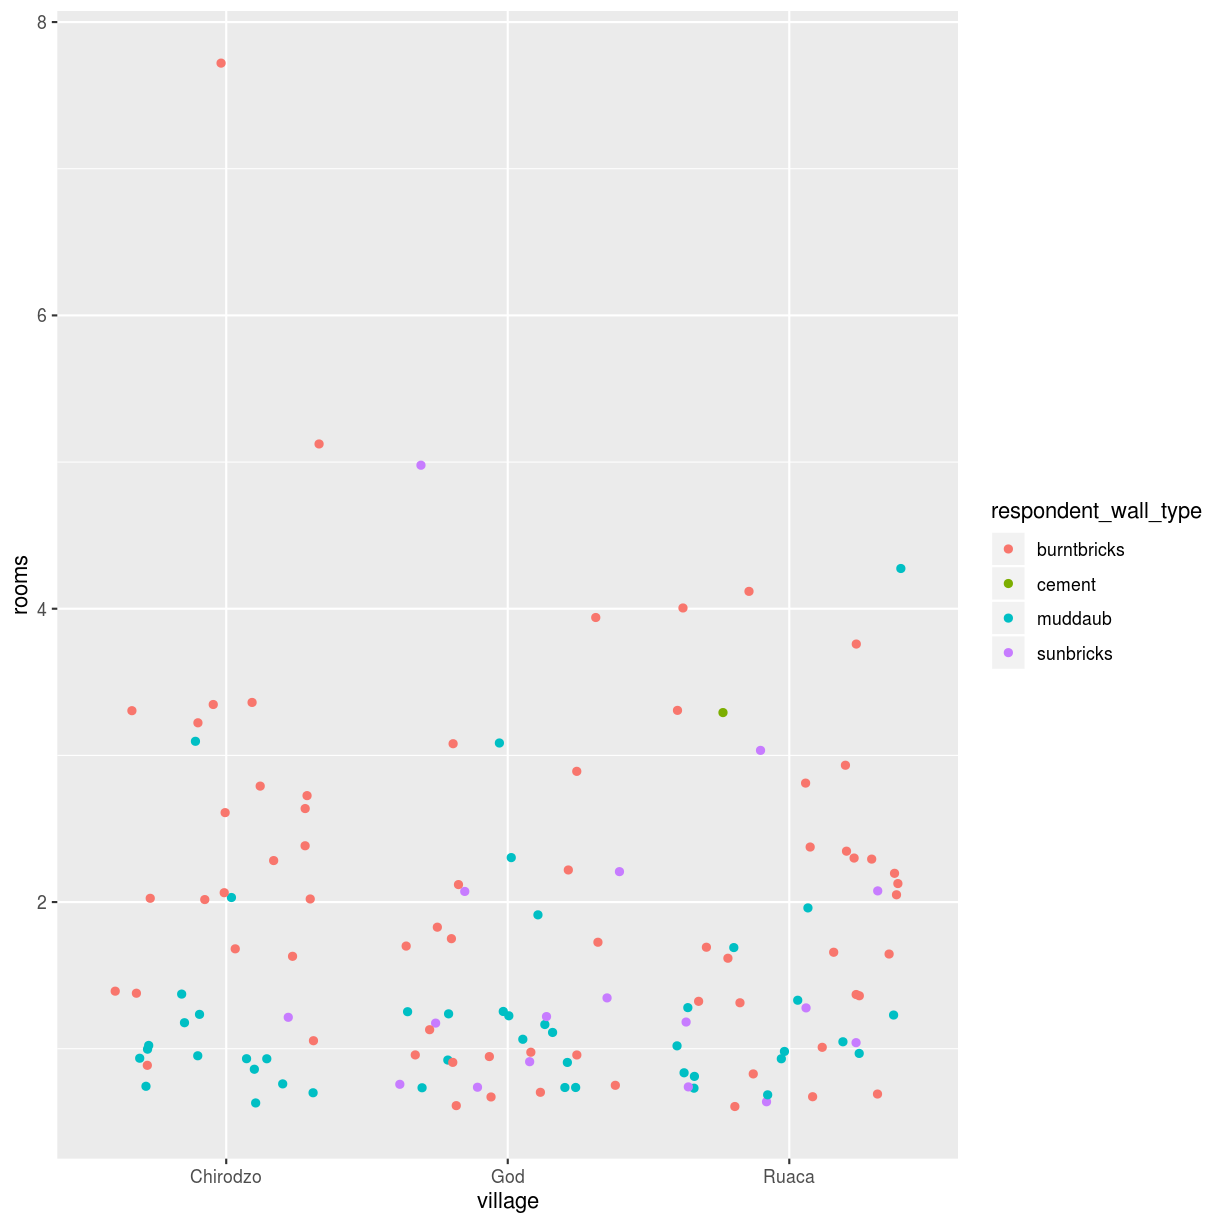 8
6
4
2
rooms
Chirodzo
God
Ruaca
village
respondent_wall_type
burntbricks
cement
muddaub
sunbricks